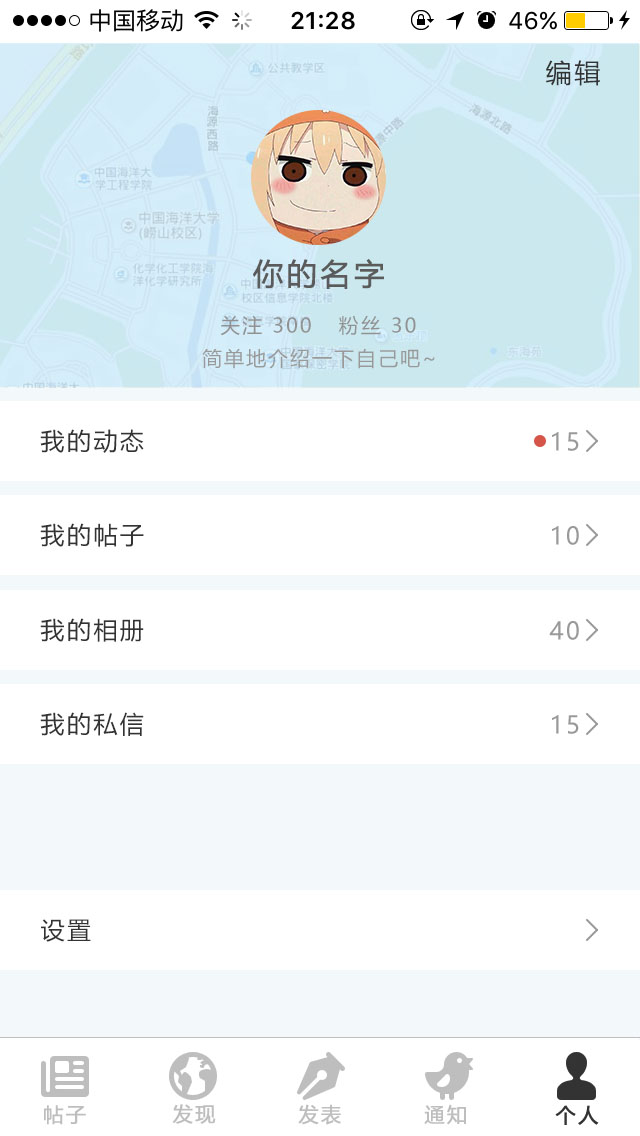 中国移动 21:28 46%
编辑
公共教学区
海源西路
海源北路
中国海洋大
学工程学院
中国海洋大学
(崂山校区)
化学化工学院海
洋化学研究所
你的名字
校区信息学院北楼
关注 300 粉丝 30
简单地介绍一下自己吧~
东海苑
中国海洋大
我的动态 15
我的帖子 10
我的相册 40
我的私信 15
设置
帖子 发现 发表 通知 个人